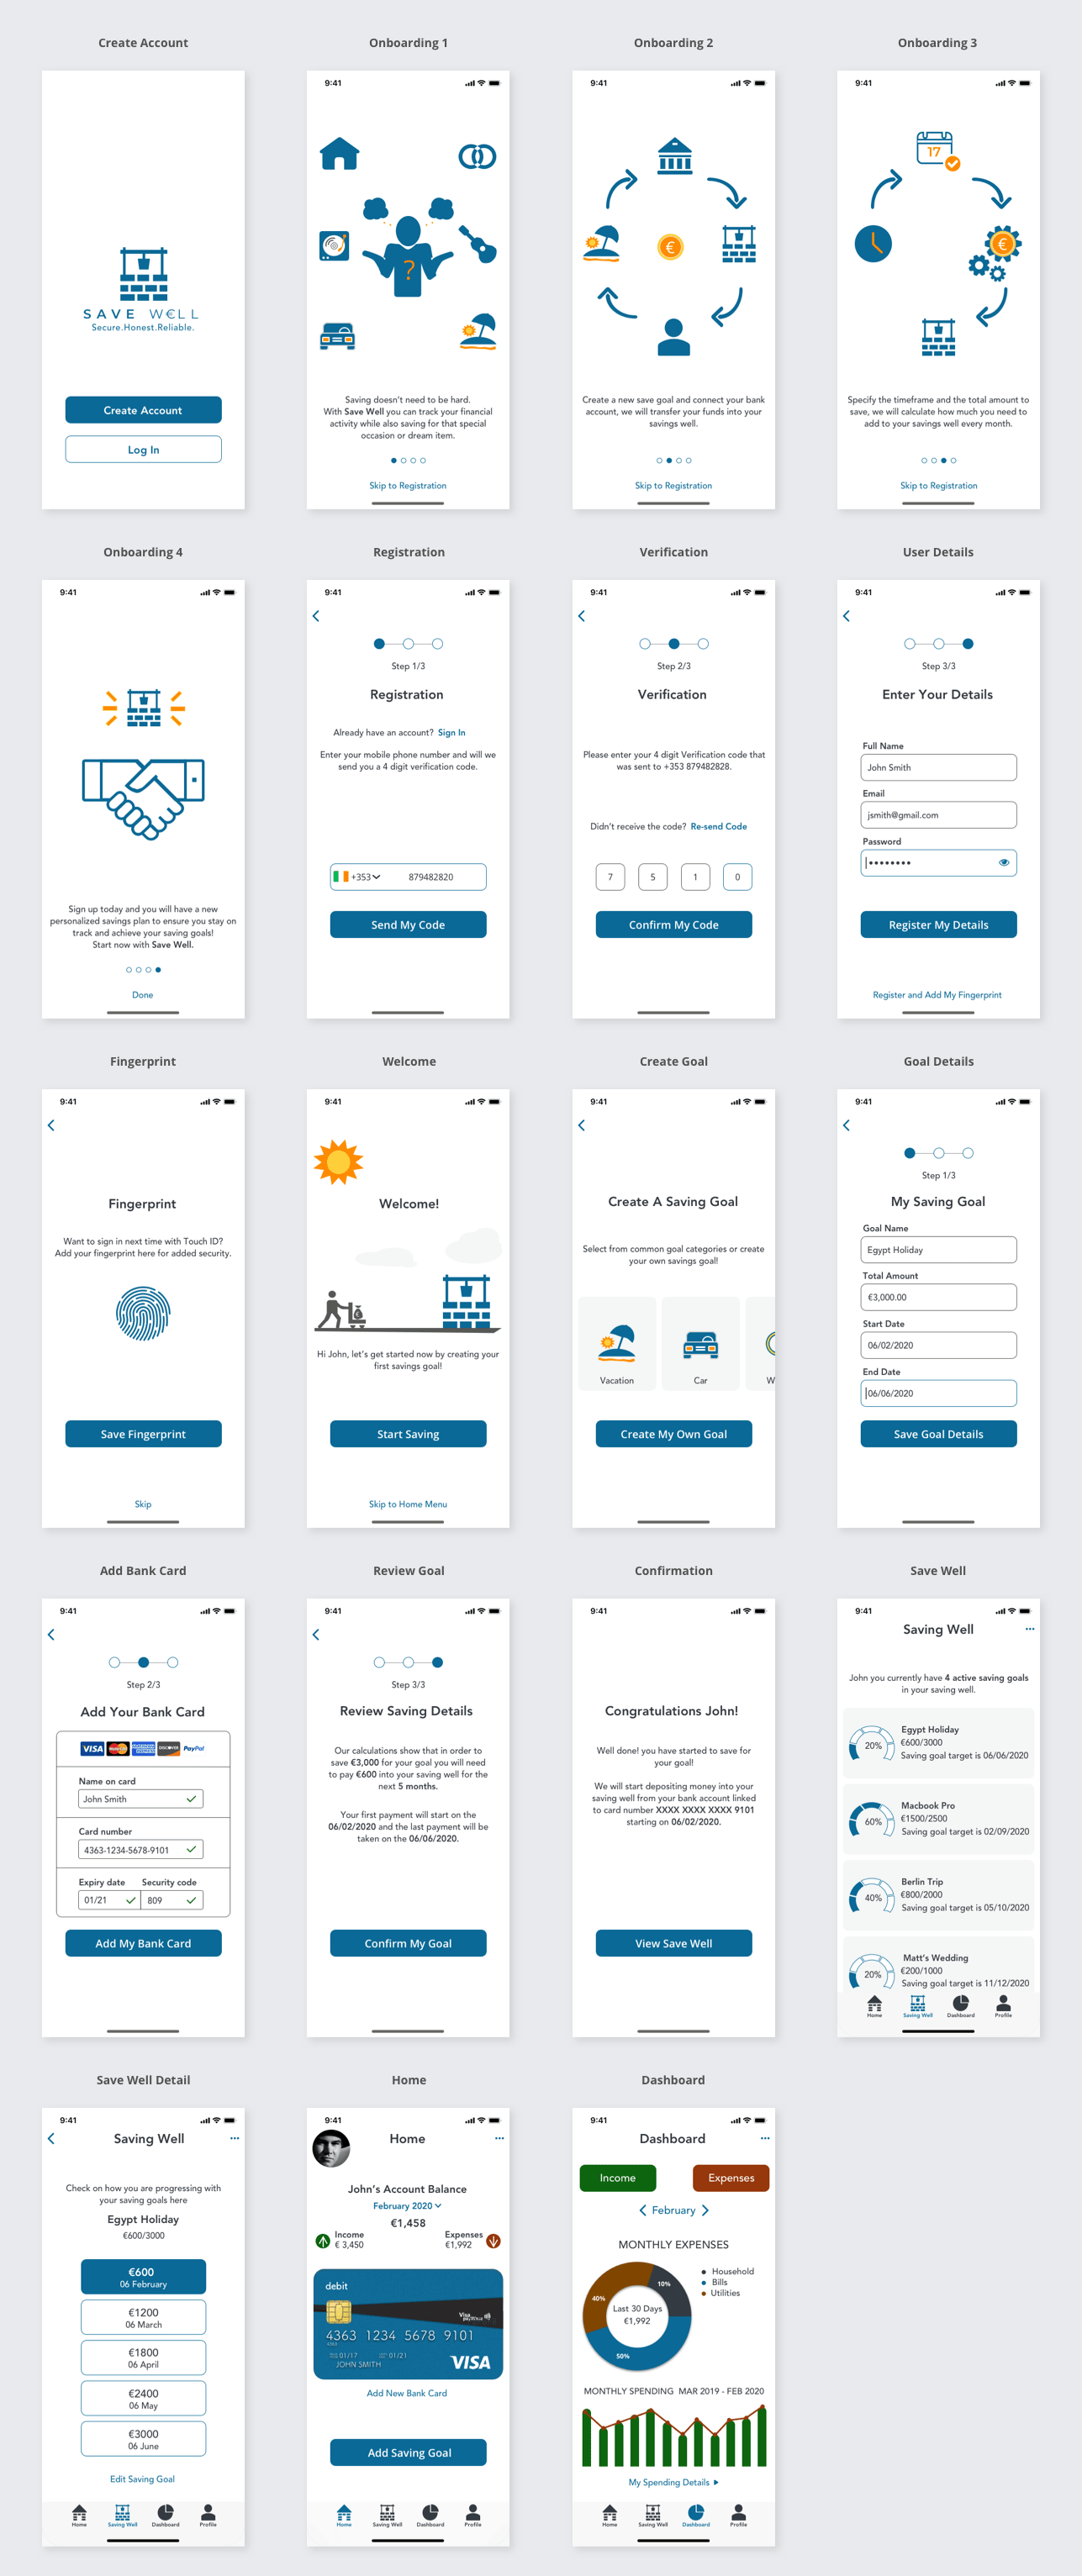 Create Account
Onboarding 1
Onboarding 2
Onboarding 3
SAVE W€LL
Secure.Honest.Reliable.
Create Account
Log In
9:41
?
Saving doesn't need to be hard.
With Save Well you can track your financial
activity while also saving for that special
occasion or dream item.
Skip to Registration
9:41
€
Create a new save goal and connect your bank
account, we will transfer your funds into your
savings well.
Skip to Registration
9:41
17
€
Specify the timeframe and the total amount to
save, we will calculate how much you need to
add to your savings well every month.
Skip to Registration
Onboarding 4
Registration
Verification
User Details
9:41
Sign up today and you will have a new
personalized savings plan to ensure you stay on
track and achieve your saving goals!
Start now with Save Well.
Done
9:41
Step 1/3
Registration
Already have an account? Sign In
Enter your mobile phone number and will we
send you a 4 digit verification code.
+353 879482820
Send My Code
9:41
Step 2/3
Verification
Please enter your 4 digit Verification code that
was sent to +353 879482828.
Didn't receive the code? Re-send Code
7 5 1 0
Confirm My Code
9:41
Step 3/3
Enter Your Details
Full Name
John Smith
Email
jsmith@gmail.com
Password
Register My Details
Register and Add My Fingerprint
Fingerprint
Welcome
Create Goal
Goal Details
9:41
Fingerprint
Want to sign in next time with Touch ID?
Add your fingerprint here for added security.
Save Fingerprint
Skip
9:41
Welcome!
Hi John, let's get started now by creating your
first savings goal!
Start Saving
Skip to Home Menu
9:41
Create A Saving Goal
Select from common goal categories or create
your own savings goal!
Vacation
Car
W
Create My Own Goal
9:41
Step 1/3
My Saving Goal
Goal Name
Egypt Holiday
Total Amount
€3,000.00
Start Date
06/02/2020
End Date
06/06/2020
Save Goal Details
Add Bank Card
Review Goal
Confirmation
Save Well
9:41
Step 2/3
Add Your Bank Card
VISA MasterCard AMERICAN EXPRESS DISCOVER PayPal
Name on card
John Smith
Card number
4363-1234-5678-9101
Expiry date Security code
01/21 809
Add My Bank Card
9:41
Step 3/3
Review Saving Details
Our calculations show that in order to
save €3,000 for your goal you will need
to pay €600 into your saving well for the
next 5 months.
Your first payment will start on the
06/02/2020 and the last payment will be
taken on the 06/06/2020.
Confirm My Goal
9:41
Congratulations John!
Well done! you have started to save for
your goal!
We will start depositing money into your
saving well from your bank account linked
to card number XXXX XXXX XXXX 9101
starting on 06/02/2020.
View Save Well
9:41
Saving Well
John you currently have 4 active saving goals
in your saving well.
20%
Egypt Holiday
€600/3000
Saving goal target is 06/06/2020
60%
Macbook Pro
€1500/2500
Saving goal target is 02/09/2020
40%
Berlin Trip
€800/2000
Saving goal target is 05/10/2020
20%
Matt's Wedding
€200/1000
Saving goal target is 11/12/2020
Home Saving Well Dashboard Profile
Save Well Detail
Home
Dashboard
9:41
Saving Well
Check on how you are progressing with
your saving goals here
Egypt Holiday
€600/3000
€600
06 February
€1200
06 March
€1800
06 April
€2400
06 May
€3000
06 June
Edit Saving Goal
Home Saving Well Dashboard Profile
9:41
Home
John's Account Balance
February 2020
€1,458
Income
€ 3,450
Expenses
€1,992
debit
Visa
4363 1234 5678 9101
4363
01/17 01/21
JOHN SMITH
VISA
Add New Bank Card
Add Saving Goal
Home Saving Well Dashboard Profile
9:41
Dashboard
Income
Expenses
February
MONTHLY EXPENSES
Household
Bills
Utilities
10%
40%
50%
Last 30 Days
€1,992
MONTHLY SPENDING MAR 2019 - FEB 2020
My Spending Details
Home Saving Well Dashboard Profile